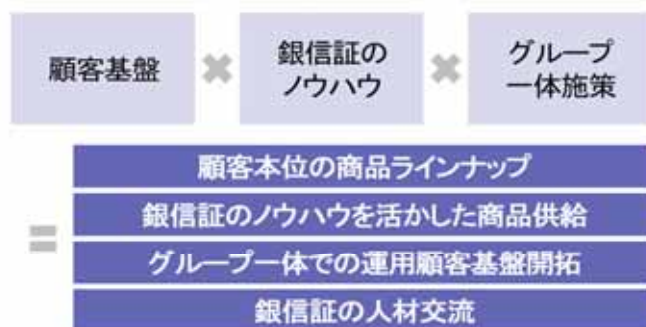 顧客基盤
×
銀信証の
ノウハウ
×
グループ
一体施策
=
顧客本位の商品ラインナップ
銀信証のノウハウを活かした商品供給
グループ一体での運用顧客基盤開拓
銀信証の人材交流